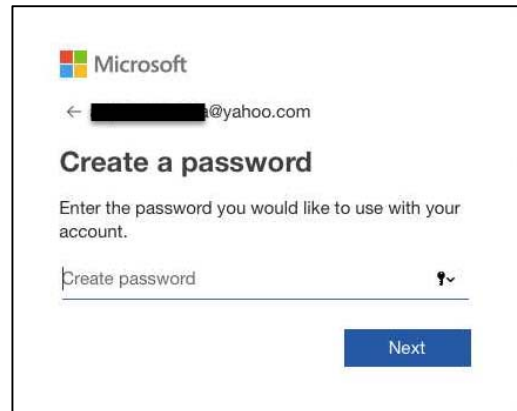 Microsoft
@yahoo.com
Create a password
Enter the password you would like to use with your
account.
Create password
Next